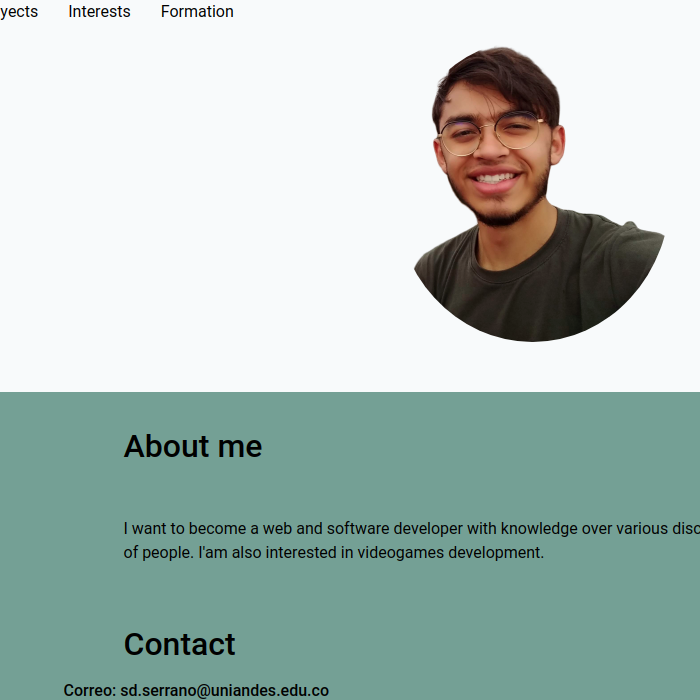 yects Interests Formation
About me
I want to become a web and software developer with knowledge over various disc
of people. I'am also interested in videogames development.
Contact
Correo: sd.serrano@uniandes.edu.co